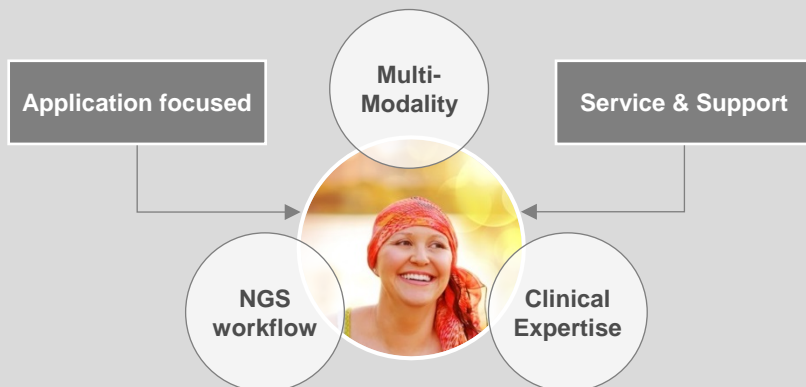 Multi-
Modality
Application focused
Service & Support
NGS
workflow
Clinical
Expertise